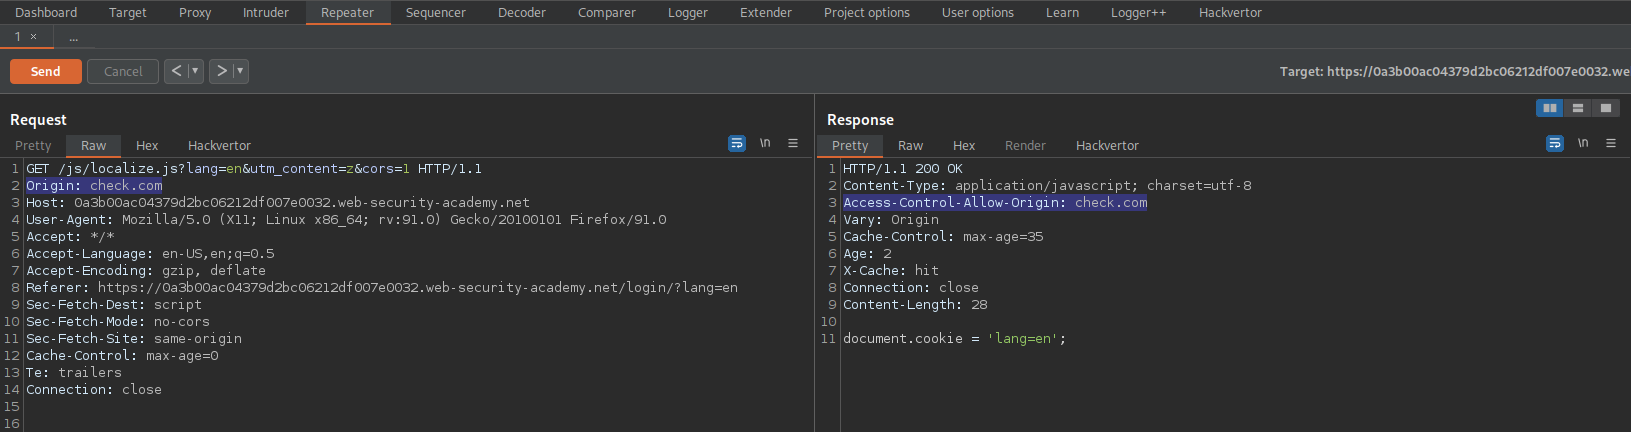 Dashboard Target Proxy Intruder Repeater Sequencer Decoder Comparer Logger Extender Project options User options Learn Logger++ Hackvertor
1 × ...
Send Cancel < ▾ > ▾ Target: https://0a3b00ac04379d2bc06212df007e0032.we
Request
Pretty Raw Hex Hackvertor \n
1 GET /js/localize.js?lang=en&utm_content=z&cors=1 HTTP/1.1
2 Origin: check.com
3 Host: 0a3b00ac04379d2bc06212df007e0032.web-security-academy.net
4 User-Agent: Mozilla/5.0 (X11; Linux x86_64; rv:91.0) Gecko/20100101 Firefox/91.0
5 Accept: */*
6 Accept-Language: en-US,en;q=0.5
7 Accept-Encoding: gzip, deflate
8 Referer: https://0a3b00ac04379d2bc06212df007e0032.web-security-academy.net/login/?lang=en
9 Sec-Fetch-Dest: script
10 Sec-Fetch-Mode: no-cors
11 Sec-Fetch-Site: same-origin
12 Cache-Control: max-age=0
13 Te: trailers
14 Connection: close
15
16
Response
Pretty Raw Hex Render Hackvertor \n
1 HTTP/1.1 200 OK
2 Content-Type: application/javascript; charset=utf-8
3 Access-Control-Allow-Origin: check.com
4 Vary: Origin
5 Cache-Control: max-age=35
6 Age: 2
7 X-Cache: hit
8 Connection: close
9 Content-Length: 28
10
11 document.cookie = 'lang=en';